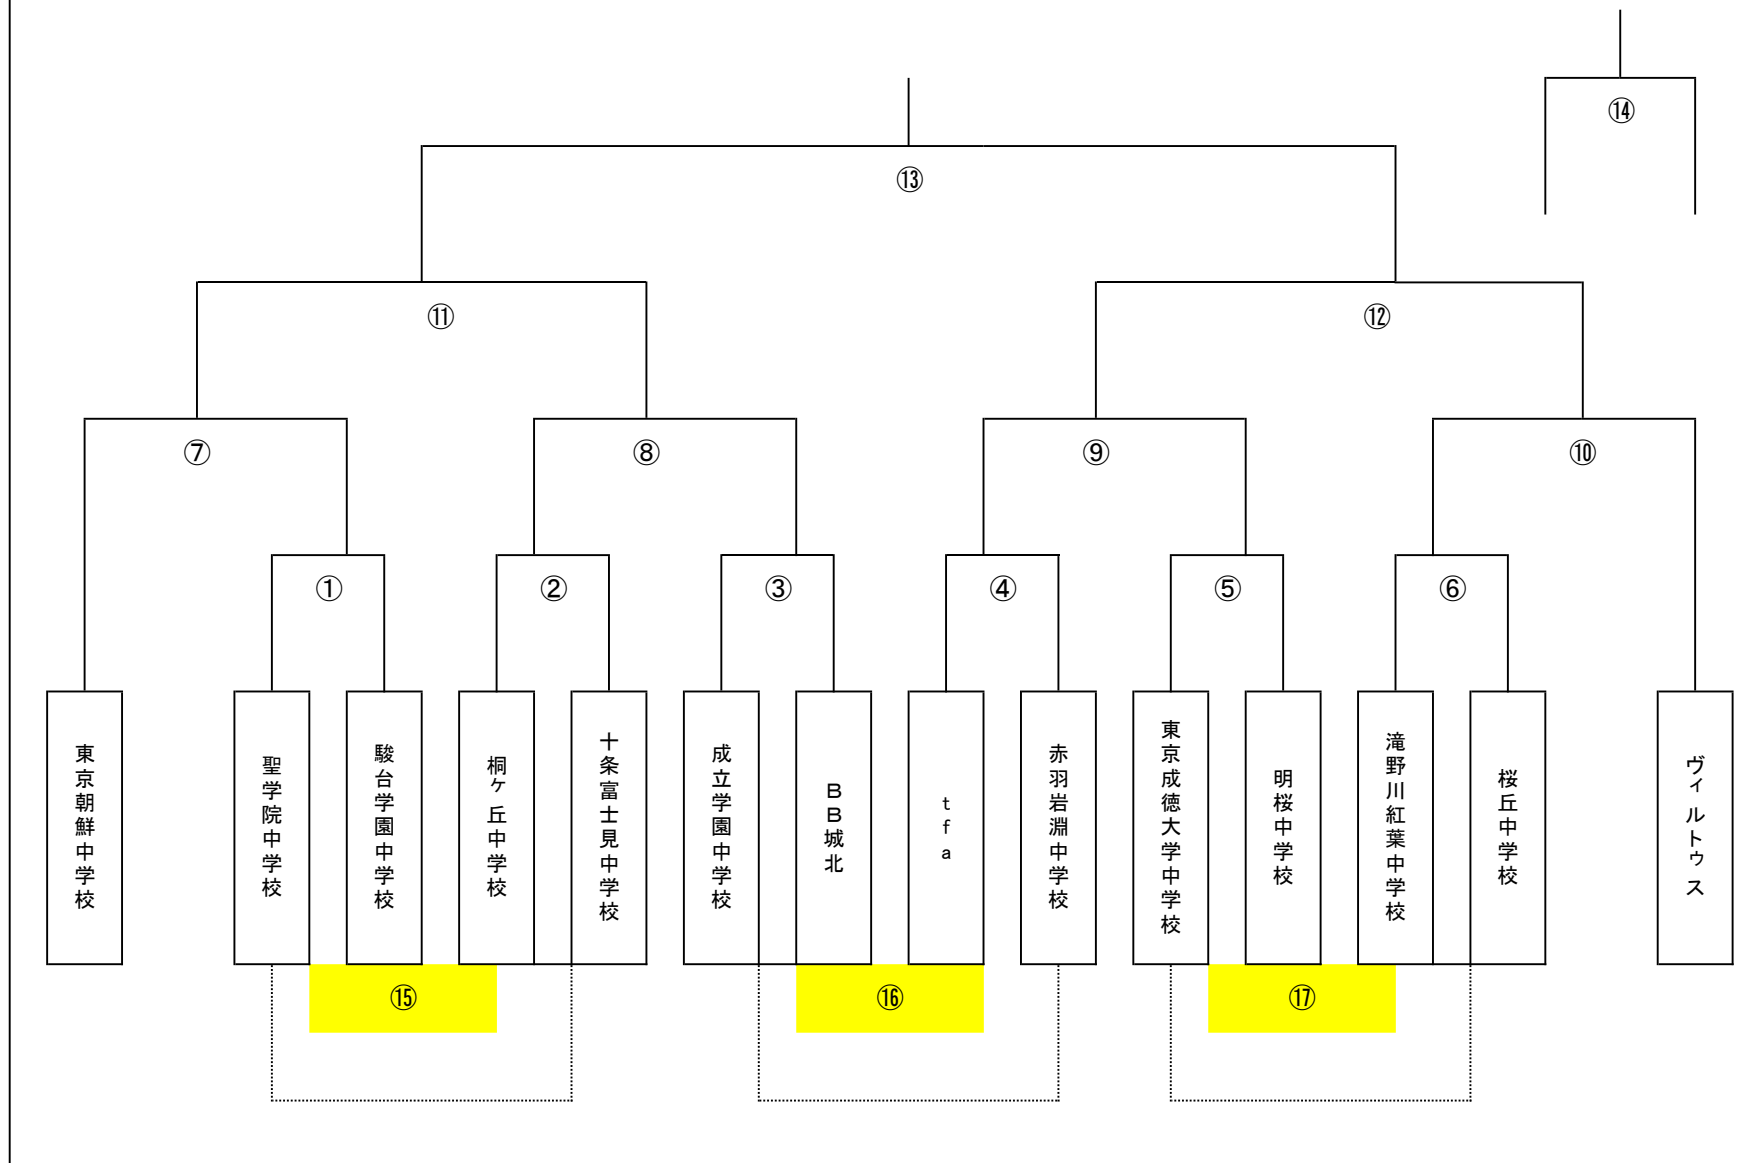 ⑭
⑬
⑪
⑫
⑦
⑧
⑨
⑩
①
②
③
④
⑤
⑥
東京朝鮮中学校
聖学院中学校
駿台学園中学校
桐ケ丘中学校
十条富士見中学校
成立学園中学校
ＢＢ城北
ｔｆａ
赤羽岩淵中学校
東京成徳大学中学校
明桜中学校
滝野川紅葉中学校
桜丘中学校
ヴィルトゥス
⑮
⑯
⑰